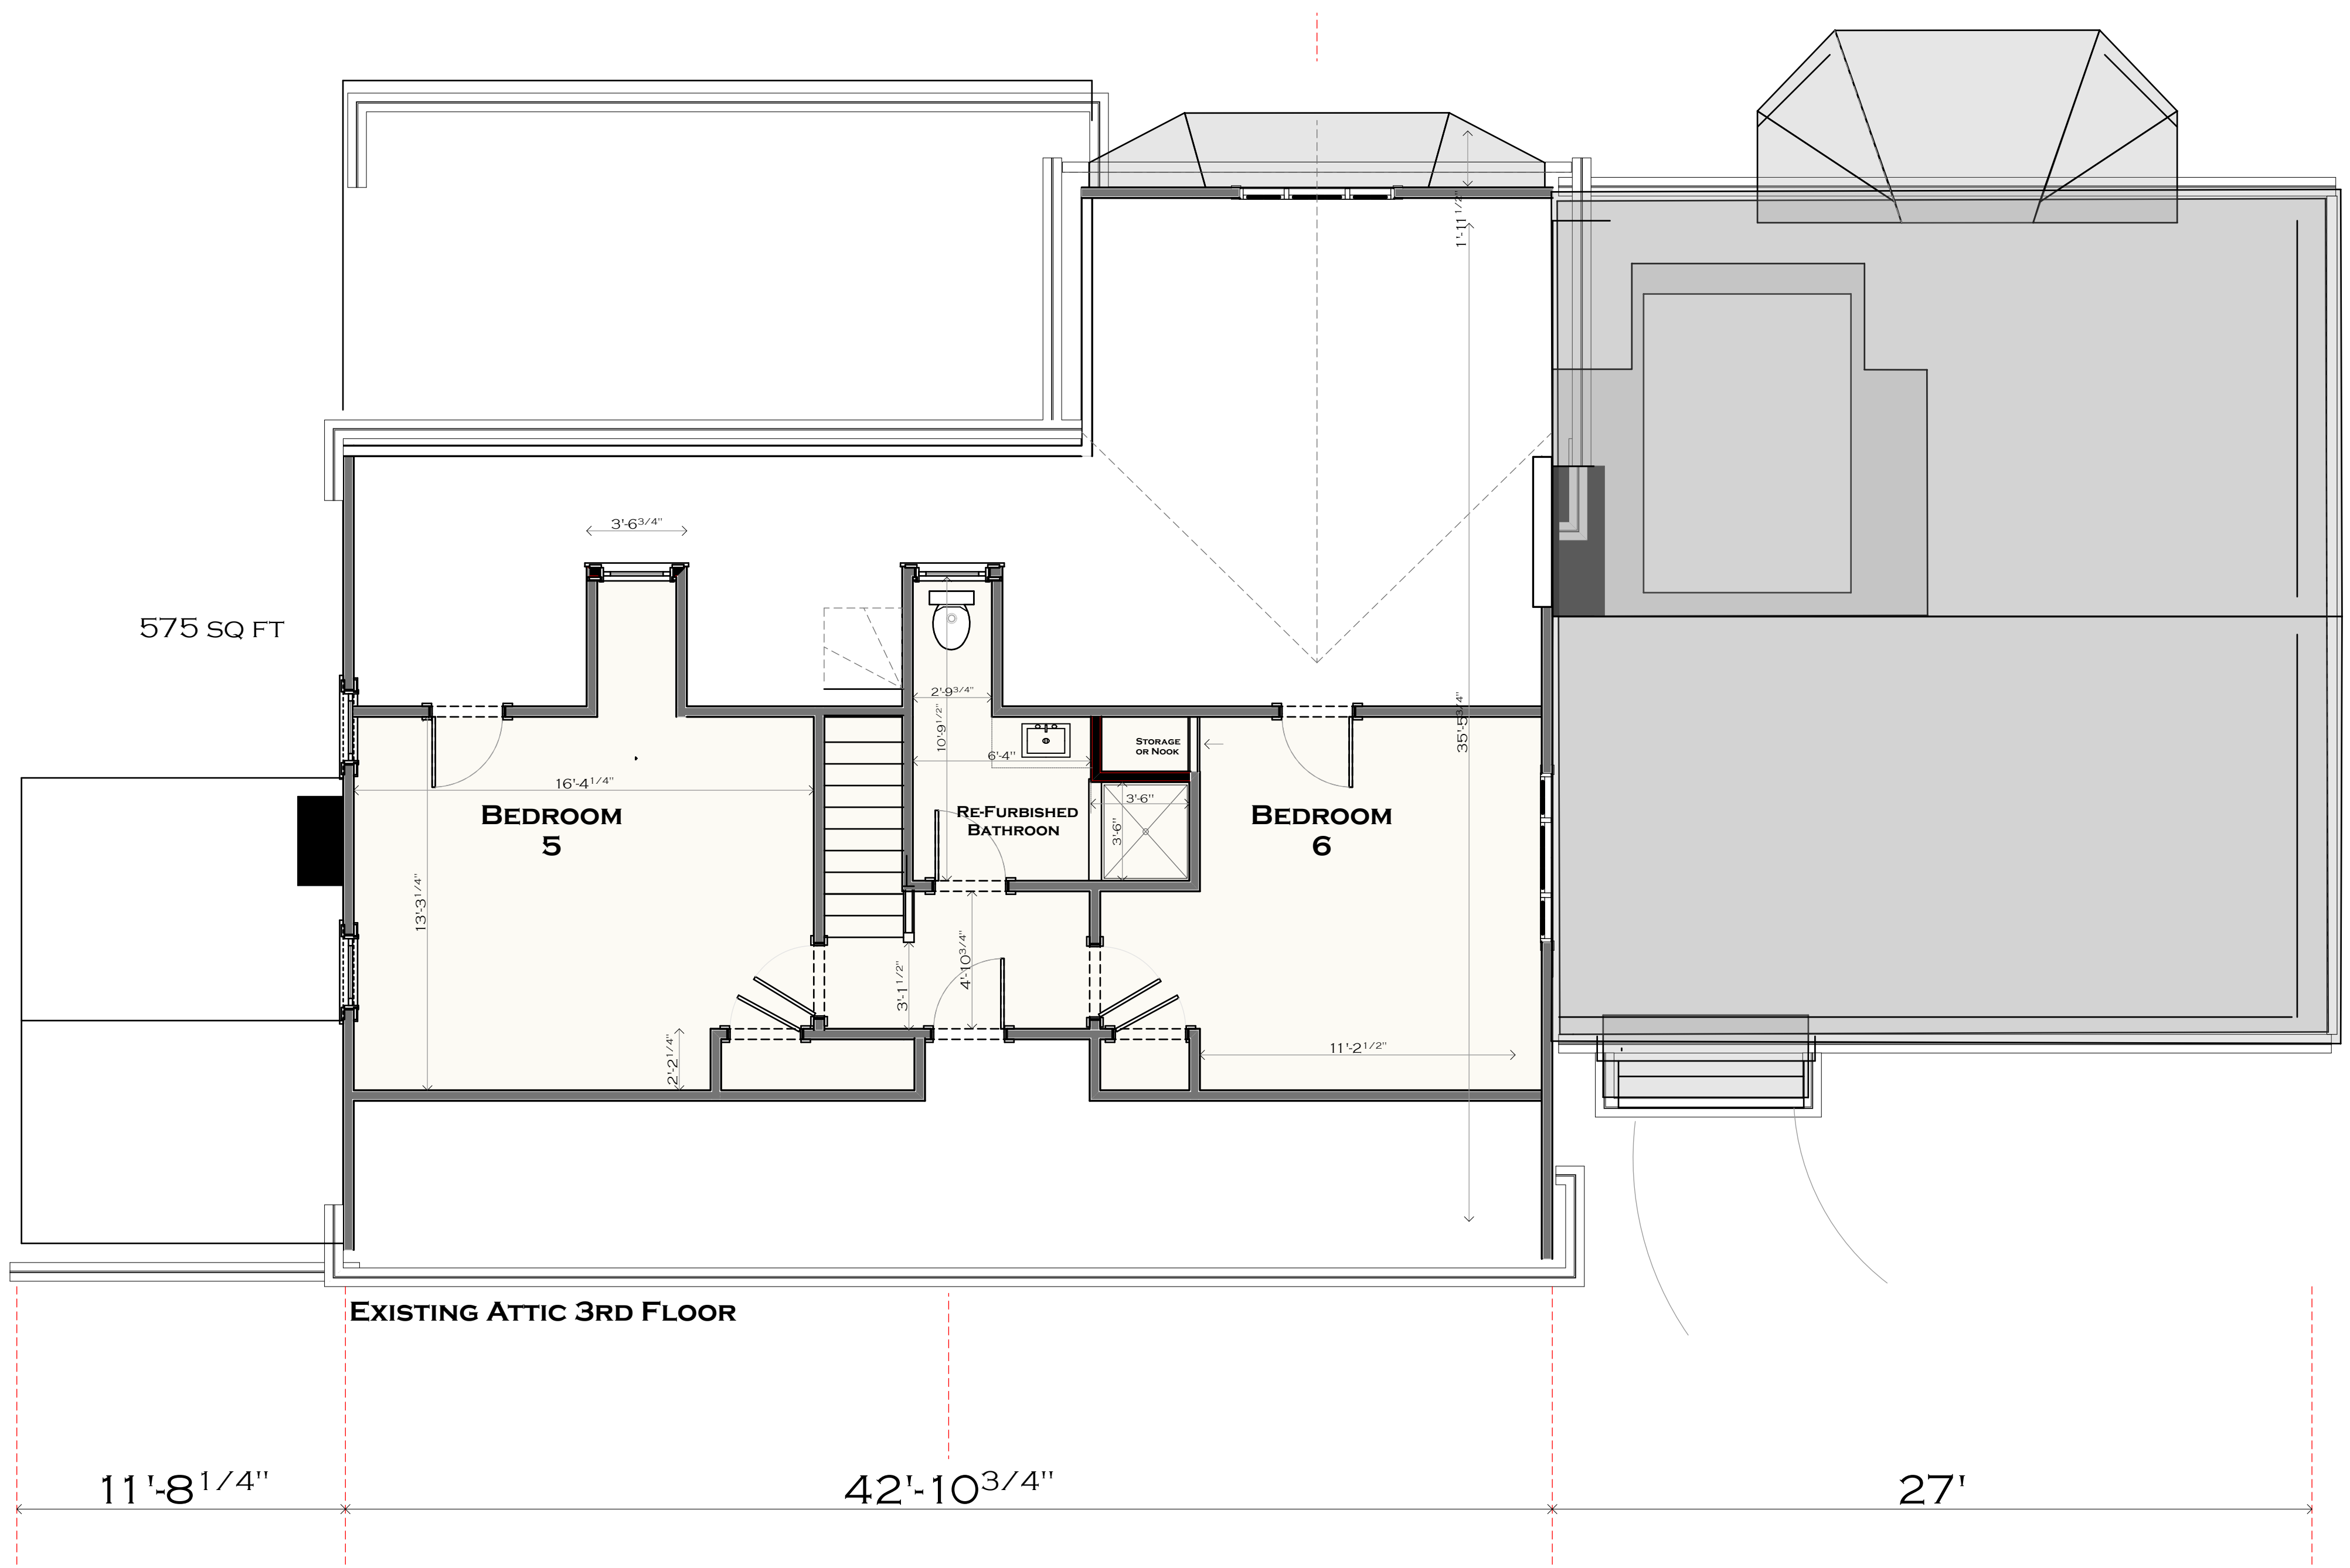 1'-11 1/2"
3'-6 3/4"
575 SQ FT
2'-9 3/4"
10'-9 1/2"
35'-5 3/4"
6'-4"
STORAGE
OR NOOK
16'-4 1/4"
3'-6"
3'-6"
BEDROOM
5
RE-FURBISHED
BATHROON
BEDROOM
6
13'-3 1/4"
4'-10 3/4"
3'-1 1/2"
2'-2 1/4"
11'-2 1/2"
EXISTING ATTIC 3RD FLOOR
11'-8 1/4"
42'-10 3/4"
27'